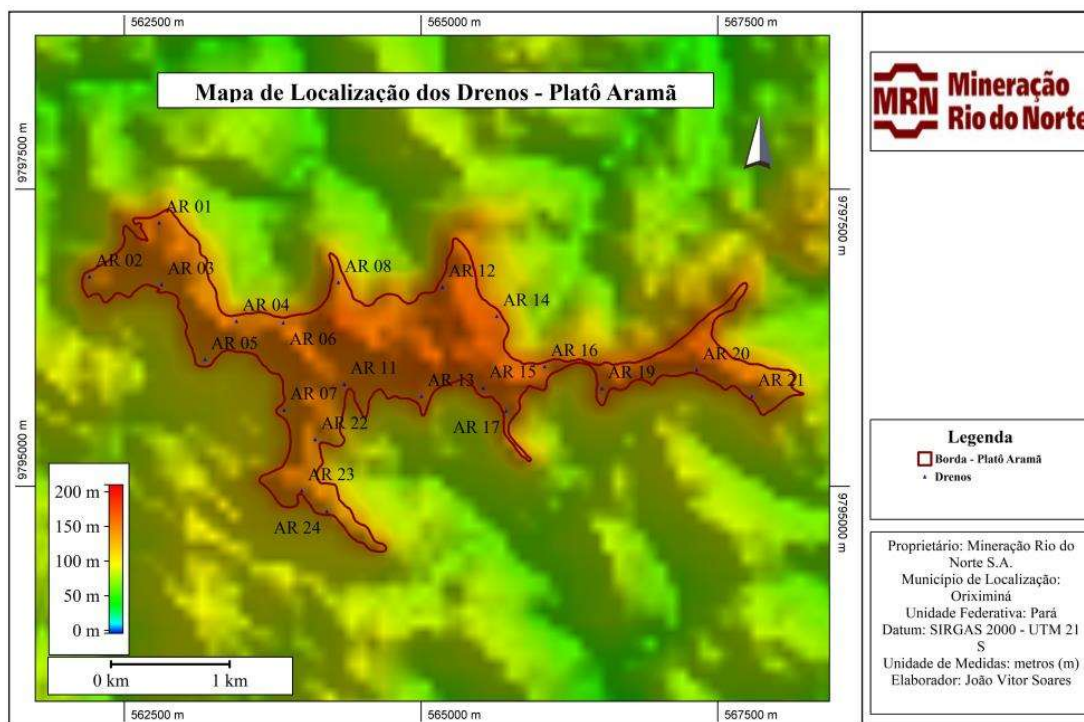 562500 m
565000 m
567500 m
Mapa de Localização dos Drenos - Platô Aramã
MRN Mineração
Rio do Norte
9797500 m
9797500 m
AR 01
AR 02
AR 03
AR 08
AR 12
AR 04
AR 14
AR 05
AR 06
AR 16
AR 20
AR 11
AR 13
AR 15
AR 19
AR 07
AR 21
AR 17
AR 22
9795000 m
9795000 m
AR 23
AR 24
200 m
150 m
100 m
50 m
0 m
0 km
1 km
Legenda
Borda - Platô Aramã
Drenos
Proprietário: Mineração Rio do
Norte S.A.
Município de Localização:
Oriximiná
Unidade Federativa: Pará
Datum: SIRGAS 2000 - UTM 21
S
Unidade de Medidas: metros (m)
Elaborador: João Vitor Soares
562500 m
565000 m
567500 m